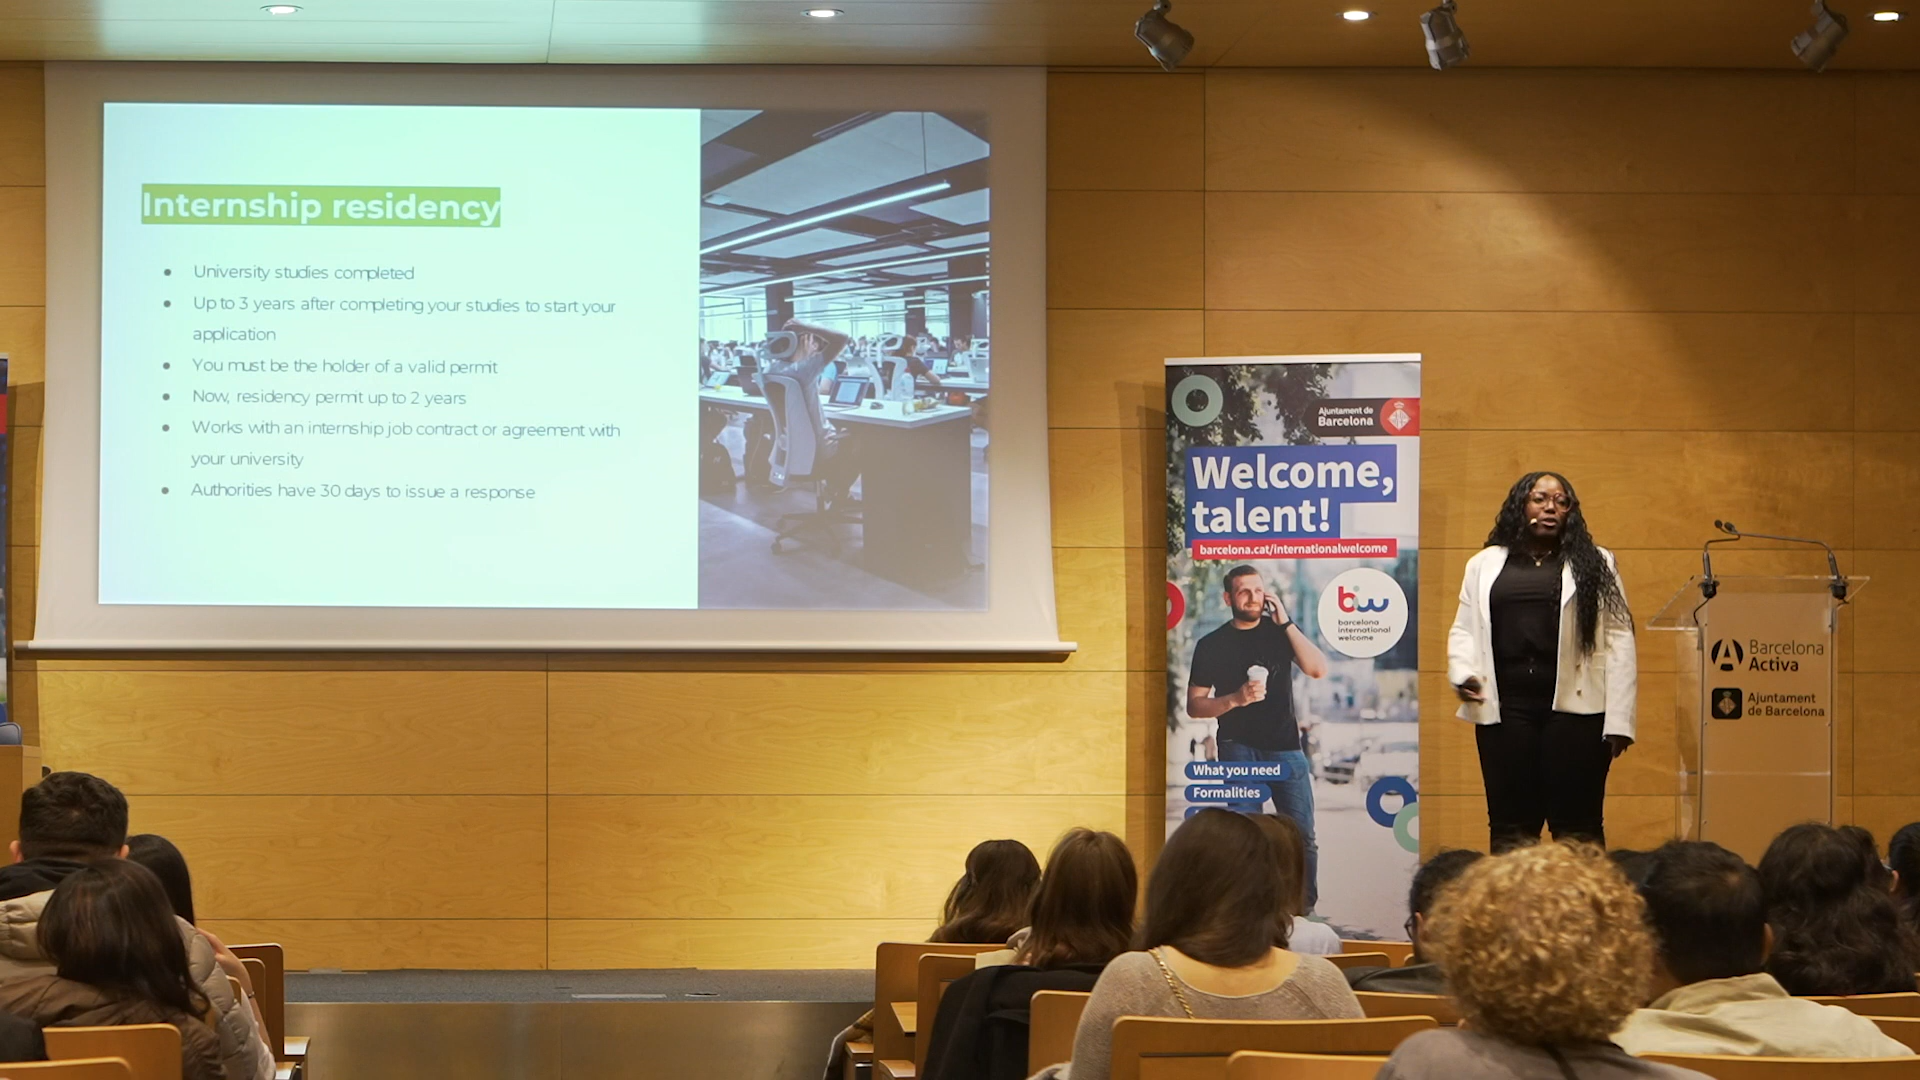 Internship residency
● University studies completed
● Up to 3 years after completing your studies to start your
application
● You must be the holder of a valid permit
● Now, residency permit up to 2 years
● Works with an internship job contract or agreement with
your university
● Authorities have 30 days to issue a response
Ajuntament de
Barcelona
Welcome,
talent!
barcelona.cat/internationalwelcome
biw
barcelona
international
welcome
What you need
Formalities
Barcelona
Activa
Ajuntament
de Barcelona